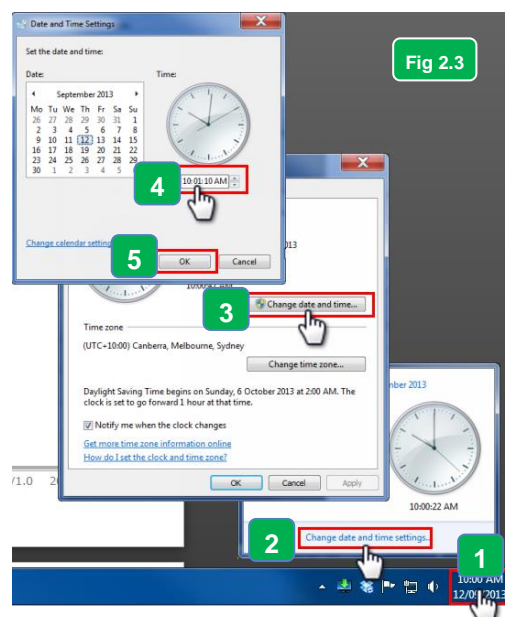 Date and Time Settings
Fig 2.3
Set the date and time:
Date:
Time:
September 2013
Mo Tu We Th Fr Sa Su
26 27 28 29 30 31 1
2 3 4 5 6 7 8
9 10 11 12 13 14 15
16 17 18 19 20 21 22
23 24 25 26 27 28 29
30 1 2 3 4 5
4
10:01:10 AM
Change calendar setting
5
OK
Cancel
013
3
Change date and time...
Time zone
(UTC+10:00) Canberra, Melbourne, Sydney
Change time zone...
Daylight Saving Time begins on Sunday, 6 October 2013 at 2:00 AM. The
clock is set to go forward 1 hour at that time.
Notify me when the clock changes
Get more time zone information online
How do I set the clock and time zone?
OK
Cancel
Apply
mber 2013
10:00:22 AM
2
Change date and time settings..
1
10:00 AM
12/09/2013